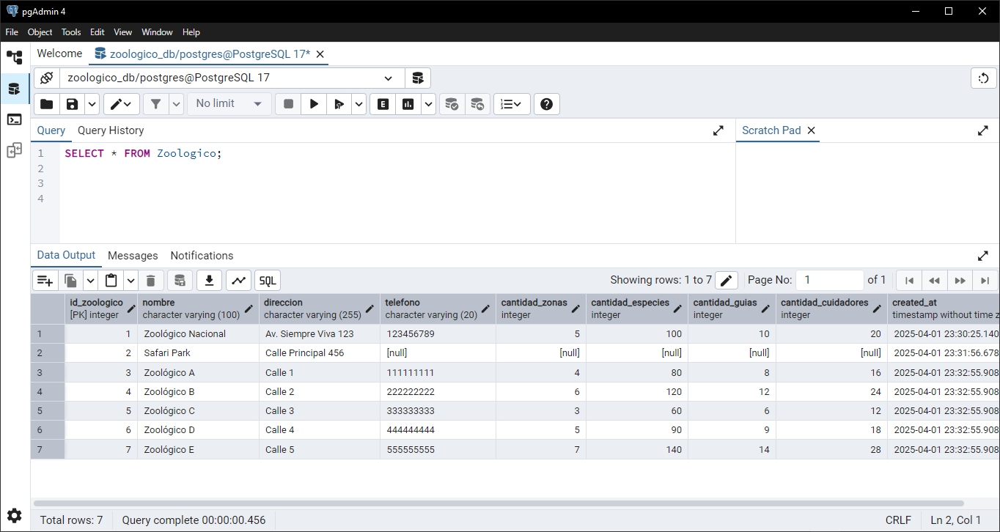 pgAdmin 4
File Object Tools Edit View Window Help
Welcome zoologico_db/postgres@PostgreSQL 17*
zoologico_db/postgres@PostgreSQL 17
No limit E
Query Query History Scratch Pad
1 SELECT * FROM Zoologico;
2
3
4
Data Output Messages Notifications
SQL Showing rows: 1 to 7 Page No: 1 of 1
id_zoologico nombre direccion telefono cantidad_zonas cantidad_especies cantidad_guias cantidad_cuidadores created_at
[PK] integer character varying (100) character varying (255) character varying (20) integer integer integer integer timestamp without time z
1 1 Zoológico Nacional Av. Siempre Viva 123 123456789 5 100 10 20 2025-04-01 23:30:25.140
2 2 Safari Park Calle Principal 456 [null] [null] [null] [null] [null] 2025-04-01 23:31:56.678
3 3 Zoológico A Calle 1 111111111 4 80 8 16 2025-04-01 23:32:55.908
4 4 Zoológico B Calle 2 222222222 6 120 12 24 2025-04-01 23:32:55.908
5 5 Zoológico C Calle 3 333333333 3 60 6 12 2025-04-01 23:32:55.908
6 6 Zoológico D Calle 4 444444444 5 90 9 18 2025-04-01 23:32:55.908
7 7 Zoológico E Calle 5 555555555 7 140 14 28 2025-04-01 23:32:55.908
Total rows: 7 Query complete 00:00:00.456 CRLF Ln 2, Col 1